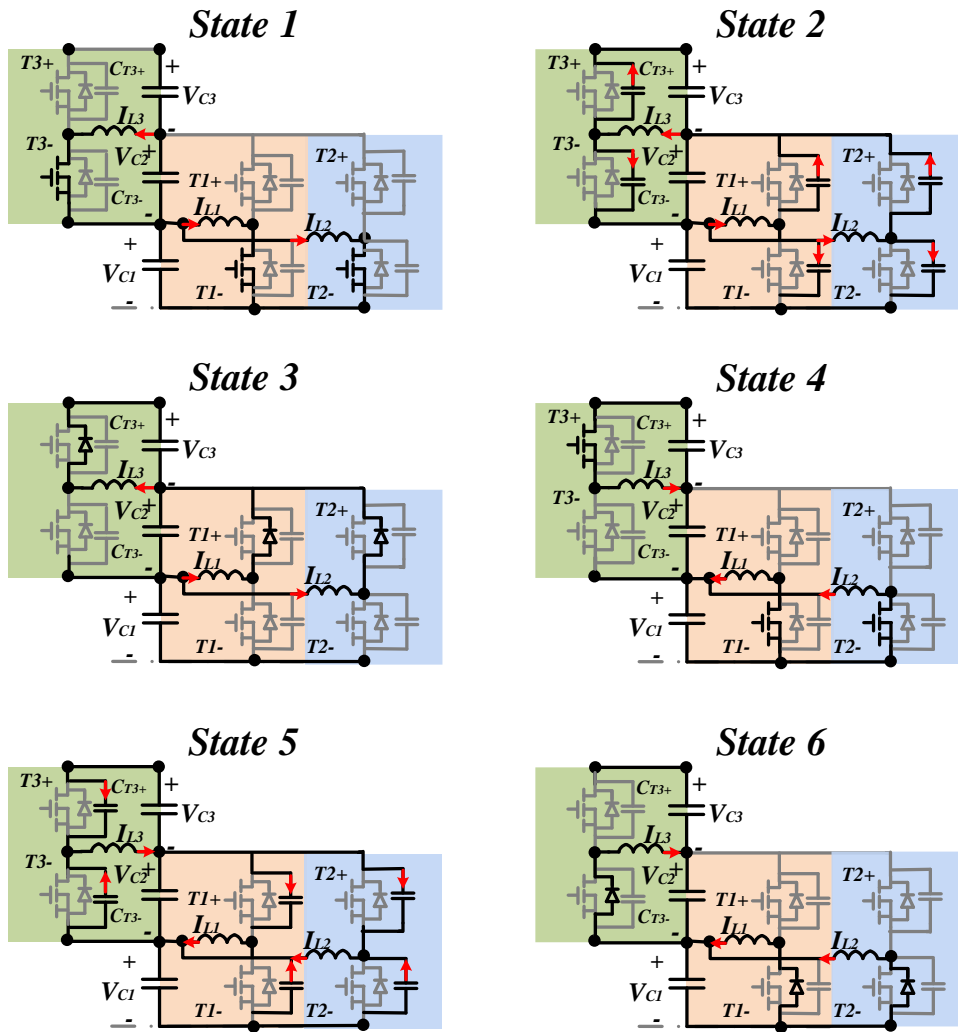 State 1
T3+
CT3+
+
VC3
IL3
-
T3-
VC2
+
T2+
T1+
CT3-
-
IL1
IL2
+
VC1
T1-
T2-
-
State 2
T3+
CT3+
+
VC3
IL3
-
T3-
VC2
+
T2+
T1+
CT3-
-
IL1
IL2
+
VC1
T1-
T2-
-
State 3
CT3+
+
VC3
IL3
-
VC2
+
T2+
T1+
CT3-
-
IL1
IL2
+
VC1
T1-
T2-
-
State 4
T3+
CT3+
+
VC3
IL3
-
T3-
VC2
+
T2+
T1+
CT3-
-
IL1
IL2
+
VC1
T1-
T2-
-
State 5
T3+
CT3+
+
VC3
IL3
-
T3-
VC2
+
T2+
T1+
CT3-
-
IL1
IL2
+
VC1
T1-
T2-
-
State 6
CT3+
+
VC3
IL3
-
VC2
+
T2+
T1+
CT3-
-
IL1
IL2
+
VC1
T1-
T2-
-